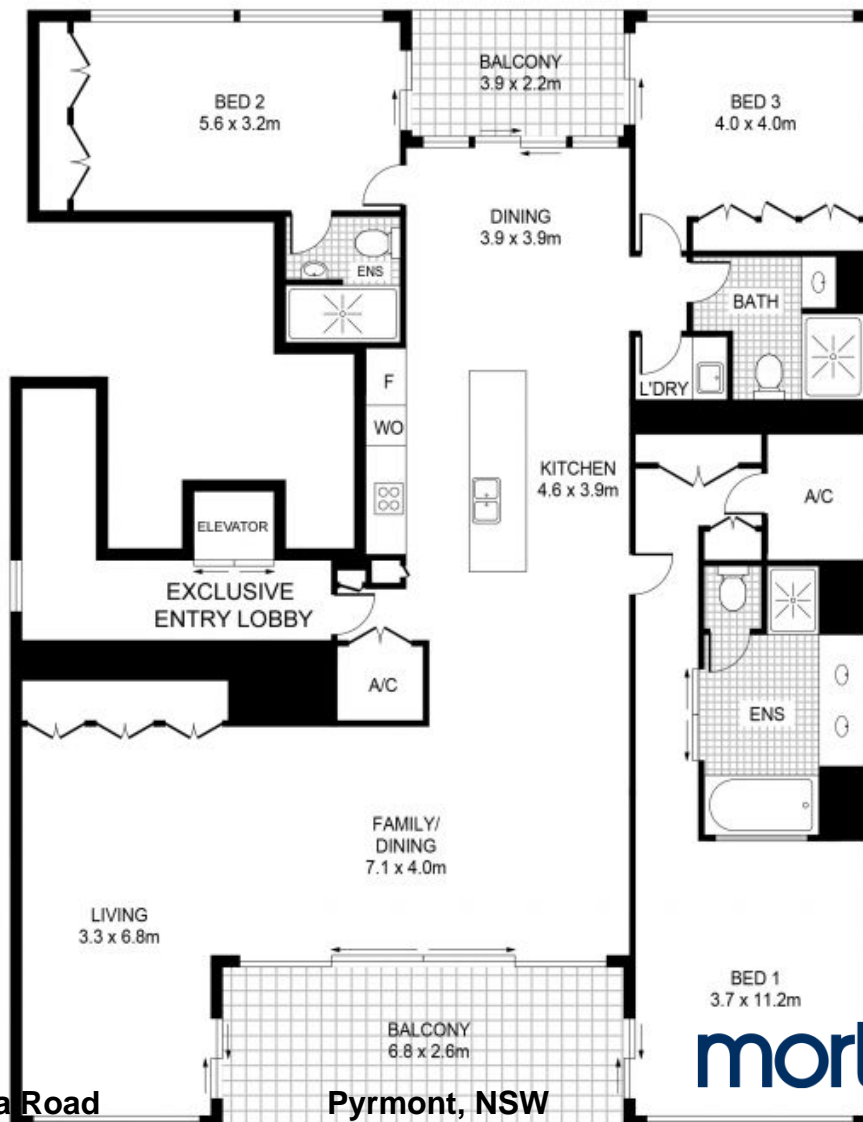 BALCONY
3.9 x 2.2m
BED 2
5.6 x 3.2m
BED 3
4.0 x 4.0m
DINING
3.9 x 3.9m
ENS
BATH
F
WO
L'DRY
KITCHEN
4.6 x 3.9m
A/C
ELEVATOR
EXCLUSIVE
ENTRY LOBBY
A/C
ENS
FAMILY/
DINING
7.1 x 4.0m
LIVING
3.3 x 6.8m
BED 1
3.7 x 11.2m
BALCONY
6.8 x 2.6m
Road
Pyrmont, NSW